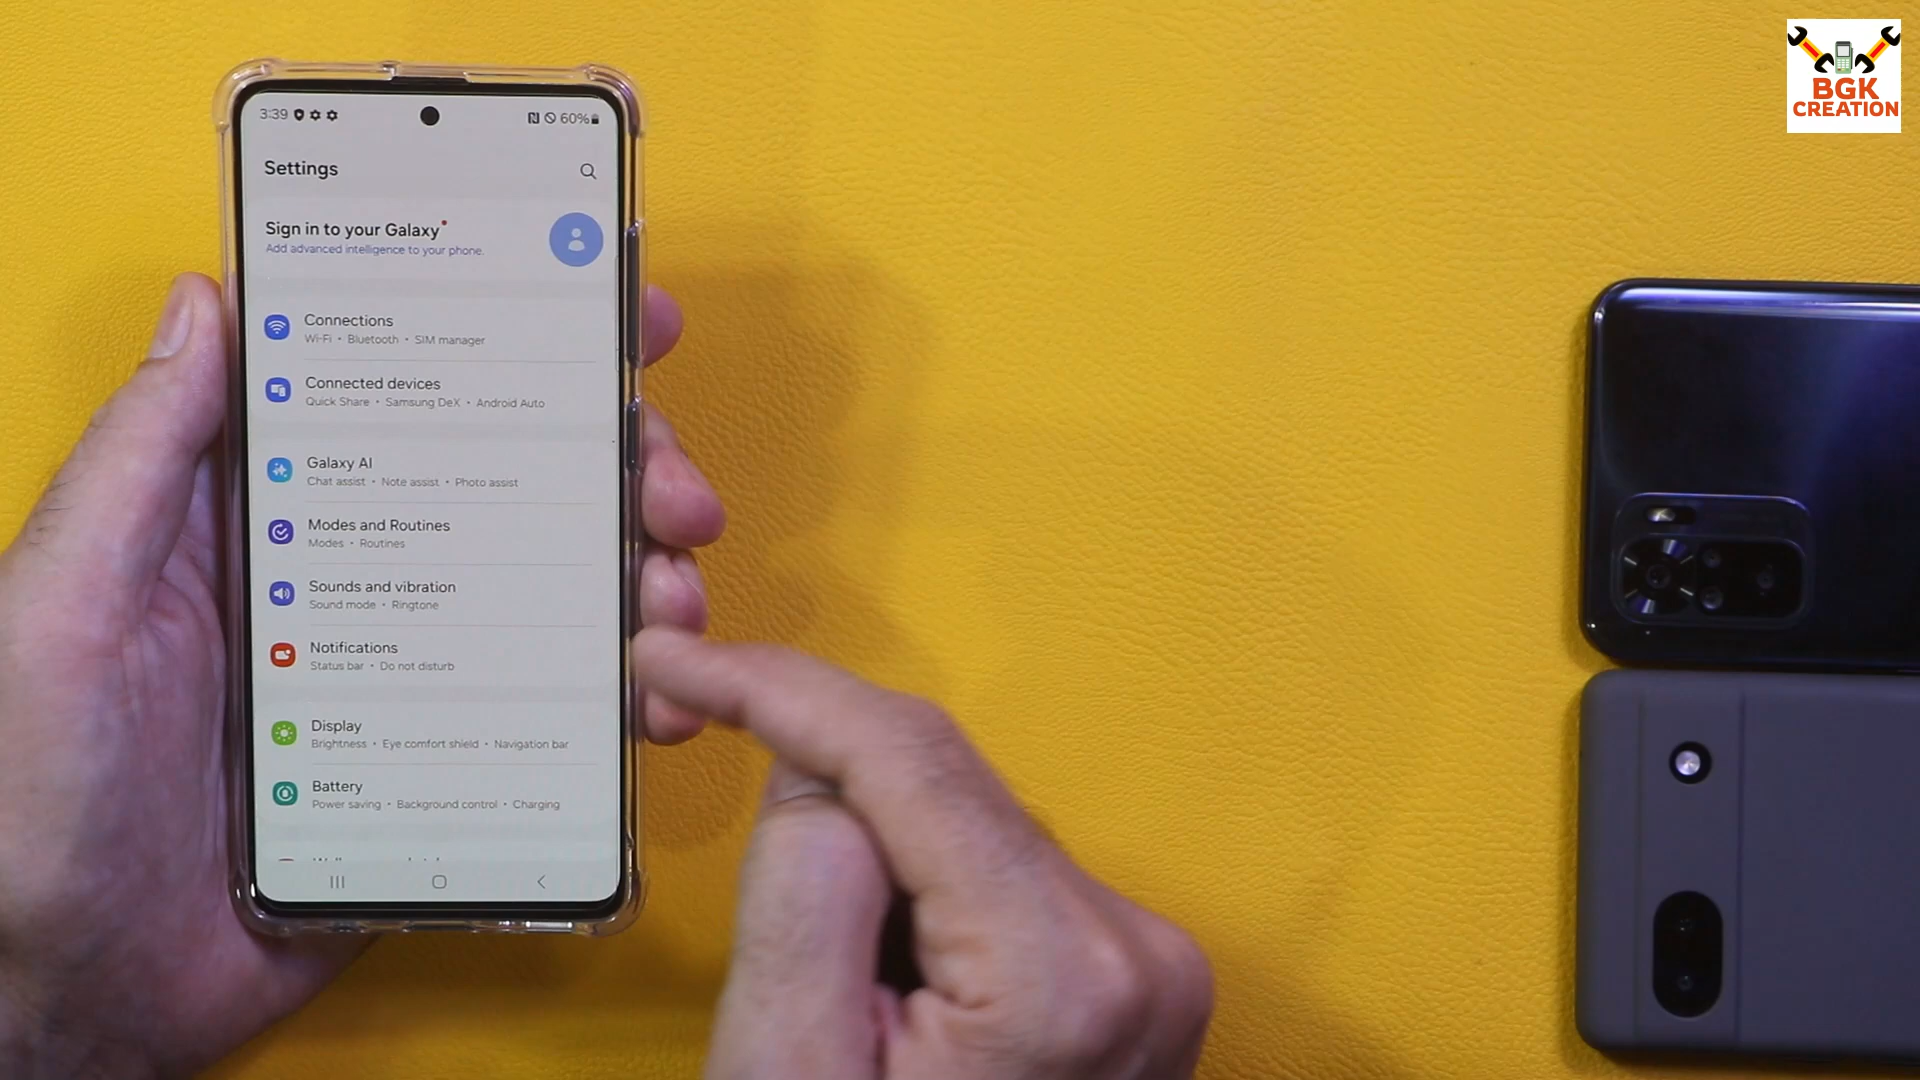 BGK
CREATION
3:39
60%
Settings
Sign in to your Galaxy
Add advanced intelligence to your phone.
Connections
Wi-Fi • Bluetooth • SIM manager
Connected devices
Quick Share • Samsung DeX • Android Auto
Galaxy AI
Chat assist • Note assist • Photo assist
Modes and Routines
Modes • Routines
Sounds and vibration
Sound mode • Ringtone
Notifications
Status bar • Do not disturb
Display
Brightness • Eye comfort shield • Navigation bar
Battery
Power saving • Background control • Charging